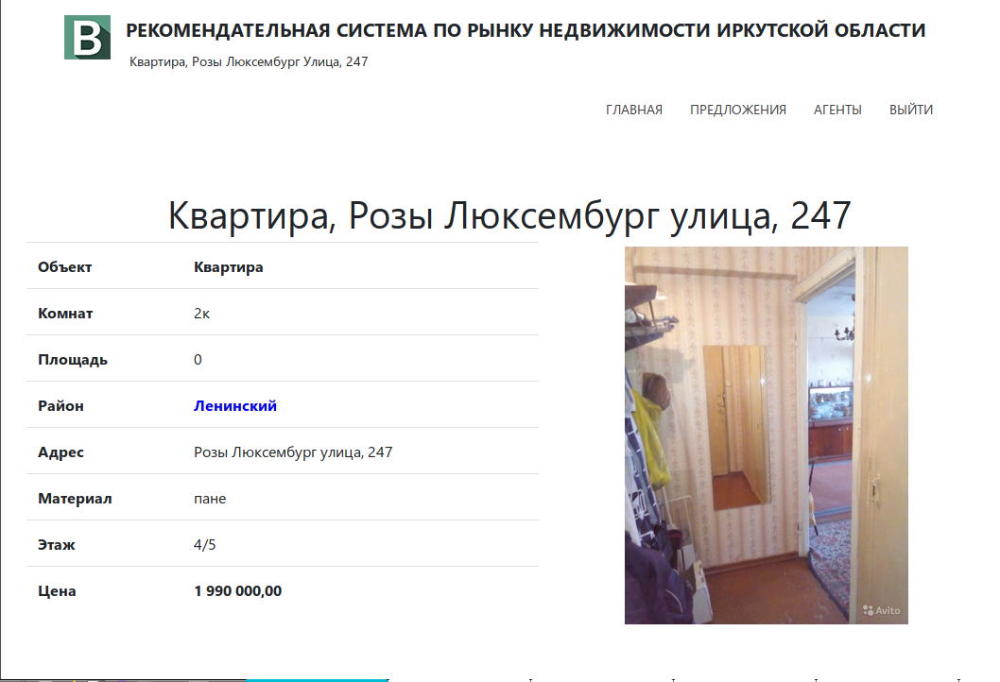 B
РЕКОМЕНДАТЕЛЬНАЯ СИСТЕМА ПО РЫНКУ НЕДВИЖИМОСТИ ИРКУТСКОЙ ОБЛАСТИ
Квартира, Розы Люксембург Улица, 247
ГЛАВНАЯ ПРЕДЛОЖЕНИЯ АГЕНТЫ ВЫЙТИ
Квартира, Розы Люксембург улица, 247
Объект Квартира
Комнат 2к
Площадь 0
Район Ленинский
Адрес Розы Люксембург улица, 247
Материал пане
Этаж 4/5
Цена 1 990 000,00
Avito